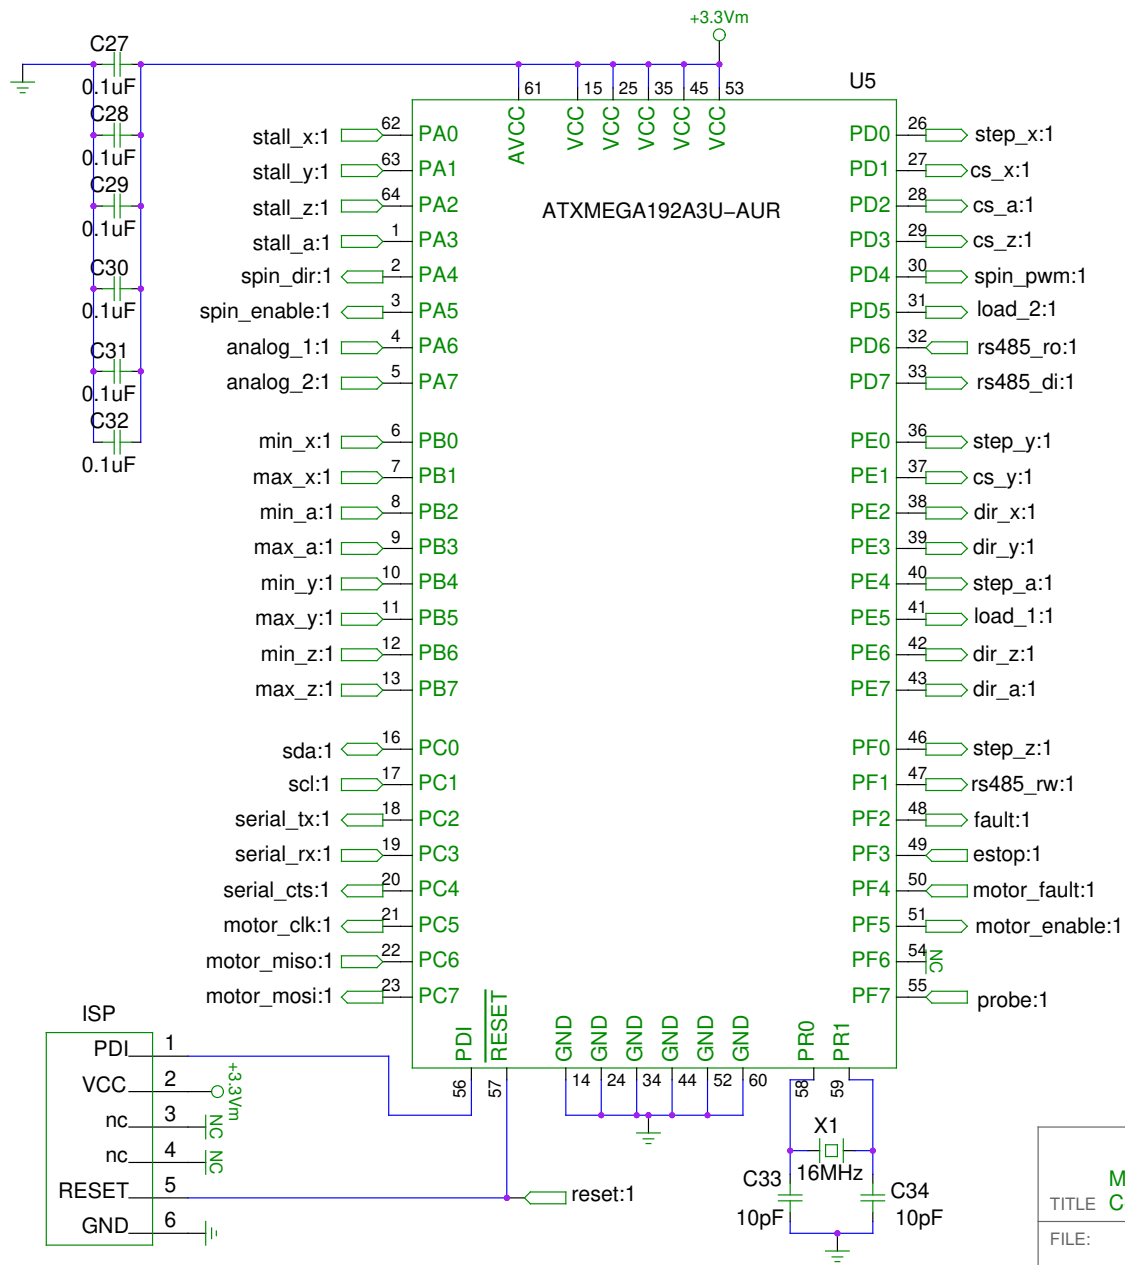 +3.3Vm
C27
0.1uF
C28
0.1uF
C29
0.1uF
C30
0.1uF
C31
0.1uF
C32
0.1uF
U5
ATXMEGA192A3U-AUR
61 15 25 35 45 53
AVCC VCC VCC VCC VCC VCC
stall_x:1 62 PA0
stall_y:1 63 PA1
stall_z:1 64 PA2
stall_a:1 1 PA3
spin_dir:1 2 PA4
spin_enable:1 3 PA5
analog_1:1 4 PA6
analog_2:1 5 PA7
min_x:1 6 PB0
max_x:1 7 PB1
min_a:1 8 PB2
max_a:1 9 PB3
min_y:1 10 PB4
max_y:1 11 PB5
min_z:1 12 PB6
max_z:1 13 PB7
sda:1 16 PC0
scl:1 17 PC1
serial_tx:1 18 PC2
serial_rx:1 19 PC3
serial_cts:1 20 PC4
motor_clk:1 21 PC5
motor_miso:1 22 PC6
motor_mosi:1 23 PC7
PD0 26 step_x:1
PD1 27 cs_x:1
PD2 28 cs_a:1
PD3 29 cs_z:1
PD4 30 spin_pwm:1
PD5 31 load_2:1
PD6 32 rs485_ro:1
PD7 33 rs485_di:1
PE0 36 step_y:1
PE1 37 cs_y:1
PE2 38 dir_x:1
PE3 39 dir_y:1
PE4 40 step_a:1
PE5 41 load_1:1
PE6 42 dir_z:1
PE7 43 dir_a:1
PF0 46 step_z:1
PF1 47 rs485_rw:1
PF2 48 fault:1
PF3 49 estop:1
PF4 50 motor_fault:1
PF5 51 motor_enable:1
PF6 54 NC
PF7 55 probe:1
PDI RESET GND GND GND GND GND GND PR0 PR1
56 57 14 24 34 44 52 60 58 59
ISP
PDI 1
VCC 2 +3.3Vm
nc 3 NC
nc 4 NC
RESET 5
GND 6
reset:1
X1
16MHz
C33
10pF
C34
10pF
M
TITLE C
FILE: